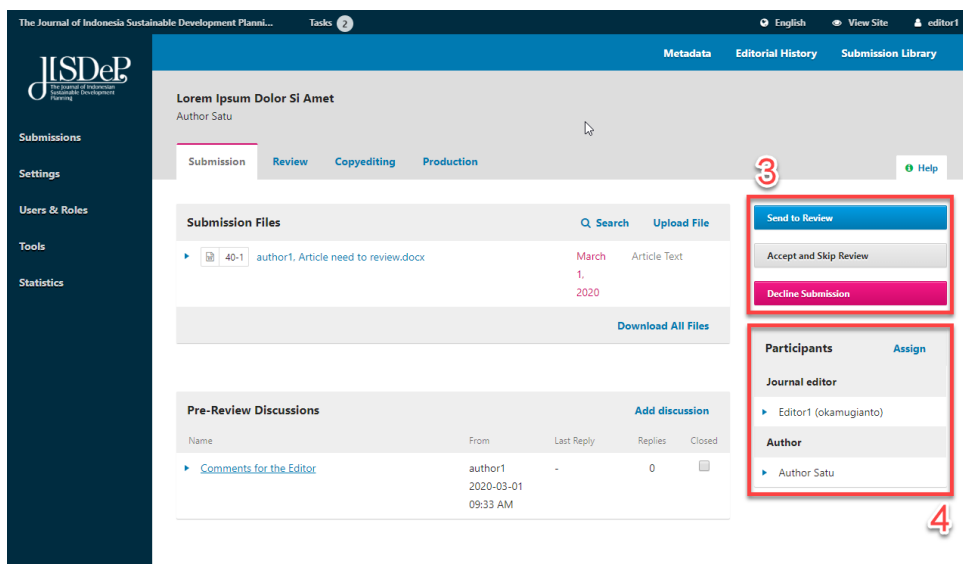 The Journal of Indonesia Sustainable Development Planni... Tasks 2 English View Site editor1
JISDeP
The Journal of Indonesian
Sustainable Development
Planning
Metadata Editorial History Submission Library
Lorem Ipsum Dolor Si Amet
Author Satu
Submissions
Settings
Users & Roles
Tools
Statistics
Submission Review Copyediting Production
Help
3
Submission Files Search Upload File
40-1 author1, Article need to review.docx March 1, 2020 Article Text
Download All Files
Send to Review
Accept and Skip Review
Decline Submission
Participants Assign
Journal editor
Editor1 (okamugianto)
Author
Author Satu
4
Pre-Review Discussions Add discussion
Name From Last Reply Replies Closed
Comments for the Editor author1 - 0
2020-03-01
09:33 AM